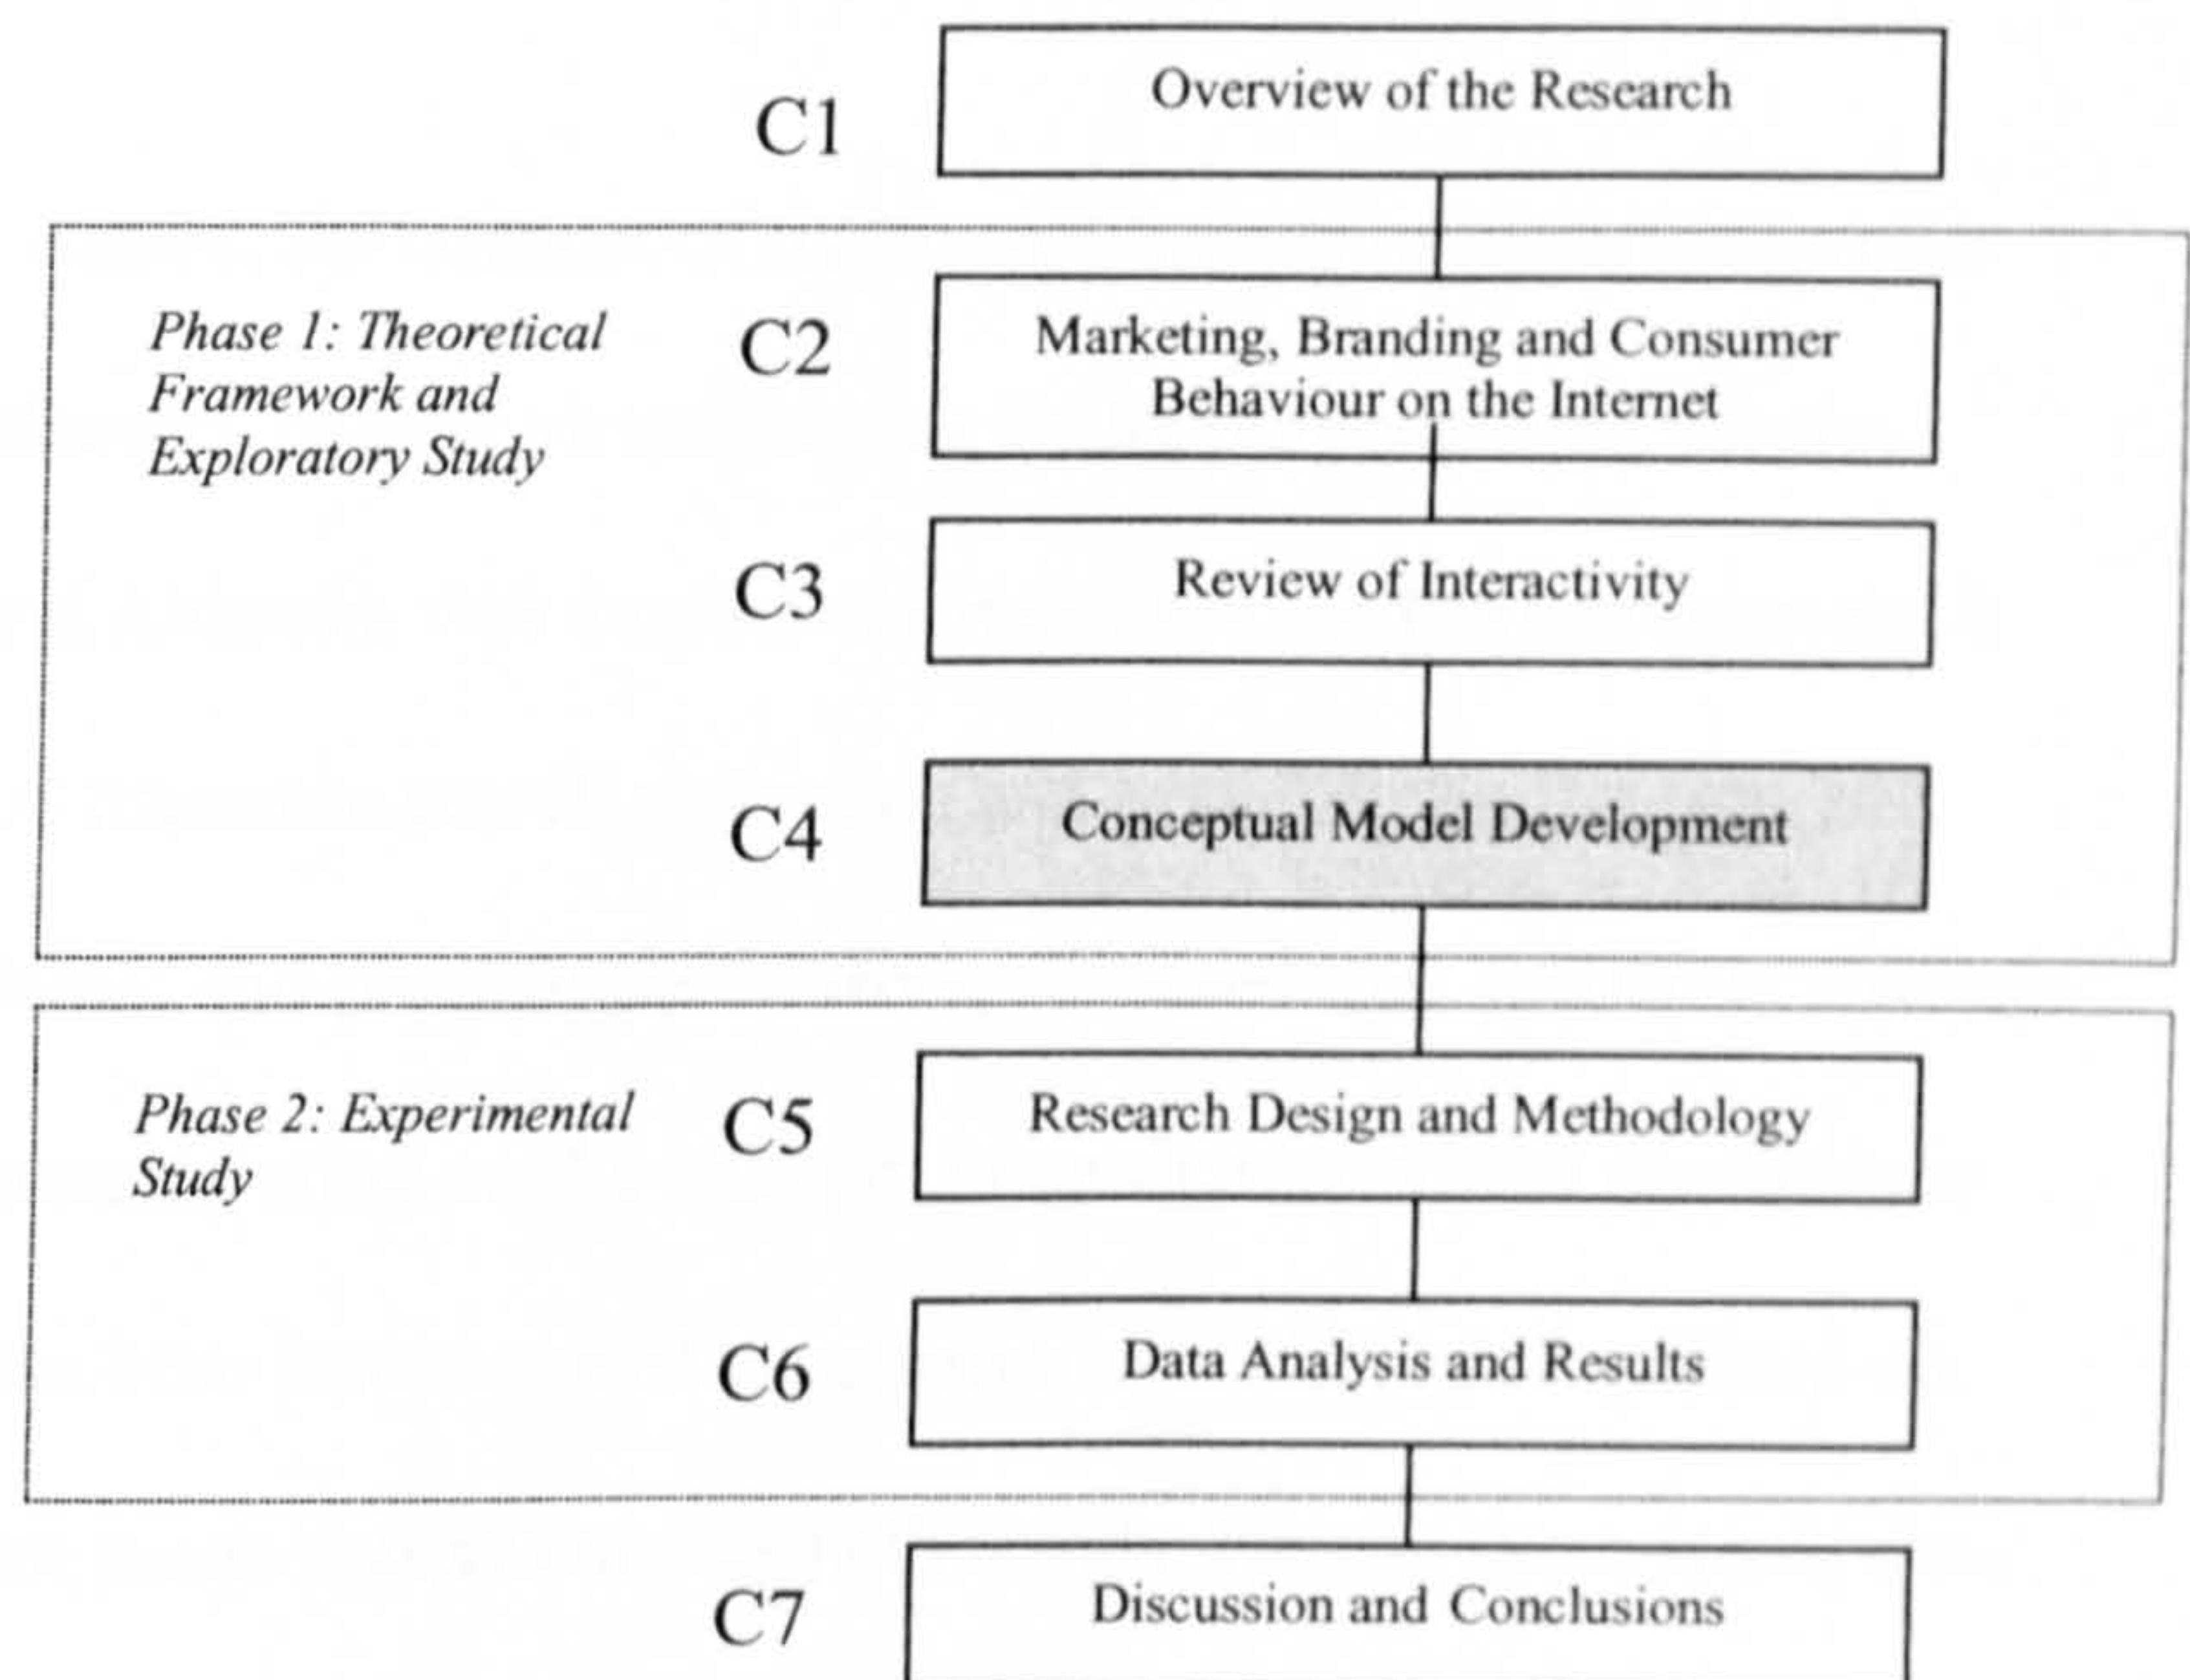 C1
Overview of the Research
Phase 1: Theoretical
Framework and
Exploratory Study
C2
Marketing, Branding and Consumer
Behaviour on the Internet
C3
Review of Interactivity
C4
Conceptual Model Development
Phase 2: Experimental
Study
C5
Research Design and Methodology
C6
Data Analysis and Results
C7
Discussion and Conclusions